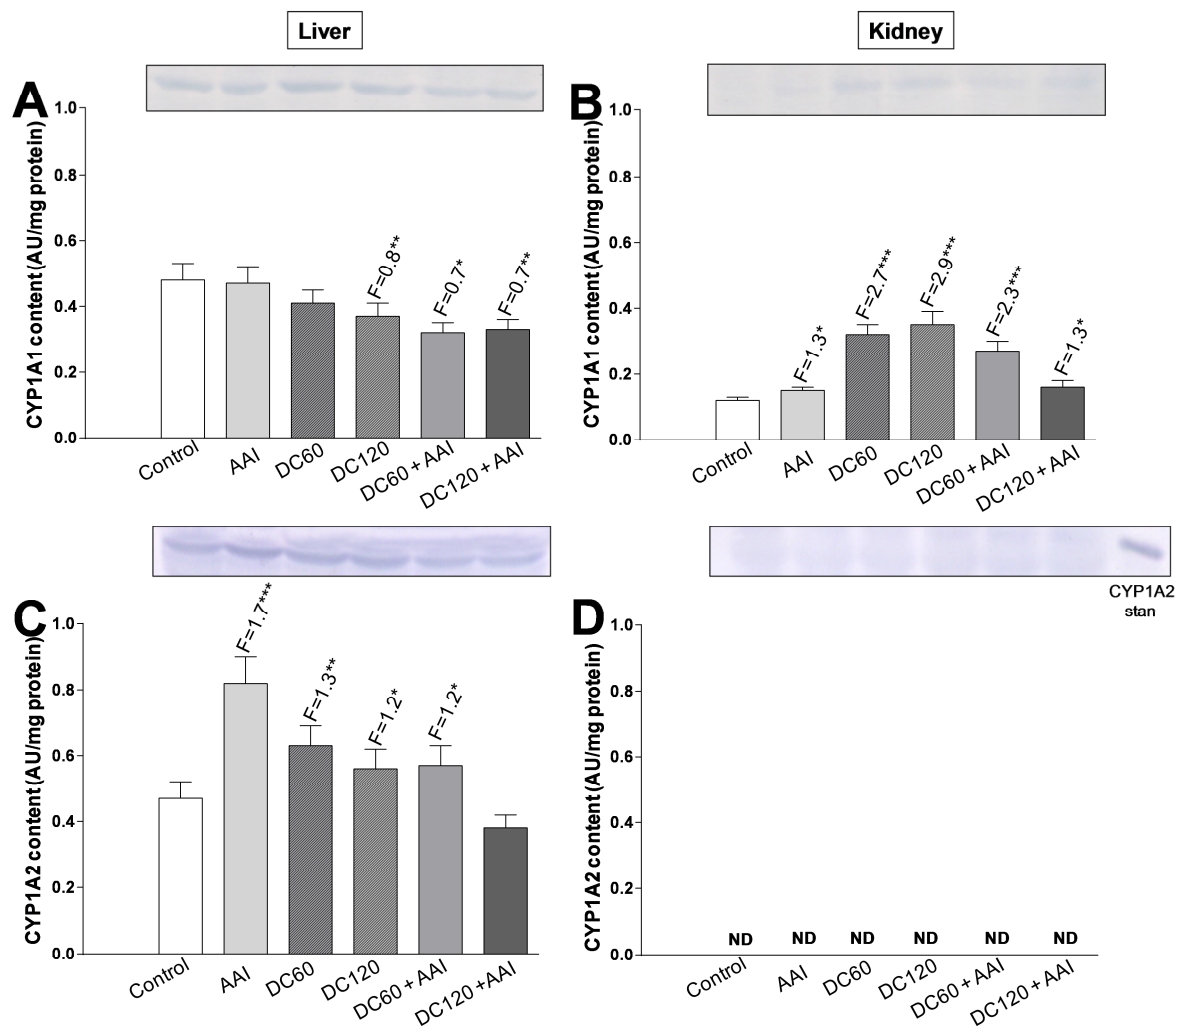 Liver
Kidney
A
CYP1A1 content (AU/mg protein)
1.0
0.8
0.6
0.4
0.2
0.0
F=0.8**
F=0.7*
F=0.7**
Control
AAI
DC60
DC120
DC60 + AAI
DC120 + AAI
B
CYP1A1 content (AU/mg protein)
1.0
0.8
0.6
0.4
0.2
0.0
F=1.3*
F=2.7***
F=2.9***
F=2.3***
F=1.3*
Control
AAI
DC60
DC120
DC60 + AAI
DC120 + AAI
C
CYP1A2 content (AU/mg protein)
1.0
0.8
0.6
0.4
0.2
0.0
F=1.7***
F=1.3**
F=1.2*
F=1.2*
Control
AAI
DC60
DC120
DC60 + AAI
DC120 +AAI
CYP1A2
stan
D
CYP1A2 content (AU/mg protein)
1.0
0.8
0.6
0.4
0.2
0.0
ND
ND
ND
ND
ND
ND
Control
AAI
DC60
DC120
DC60 + AAI
DC120 + AAI